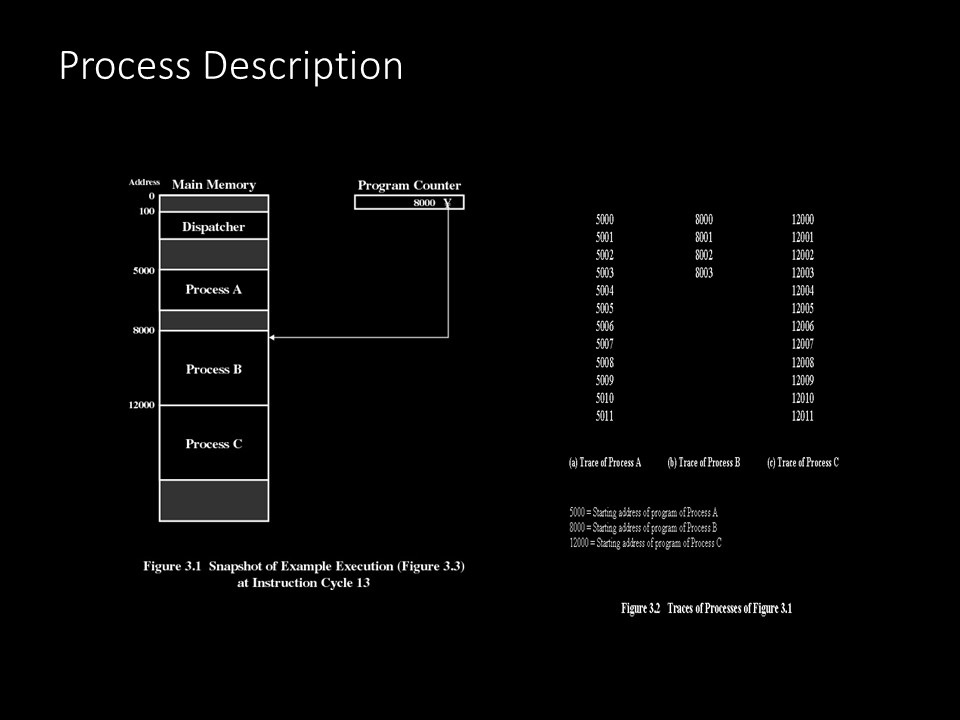 Process Description
Address
Main Memory
Program Counter
0
8000
100
Dispatcher
5000
Process A
8000
Process B
12000
Process C
Figure 3.1 Snapshot of Example Execution (Figure 3.3)
at Instruction Cycle 13
5000 8000 12000
5001 8001 12001
5002 8002 12002
5003 8003 12003
5004 12004
5005 12005
5006 12006
5007 12007
5008 12008
5009 12009
5010 12010
5011 12011
(a) Trace of Process A (b) Trace of Process B (c) Trace of Process C
5000 = Starting address of program of Process A
8000 = Starting address of program of Process B
12000 = Starting address of program of Process C
Figure 3.2 Traces of Processes of Figure 3.1